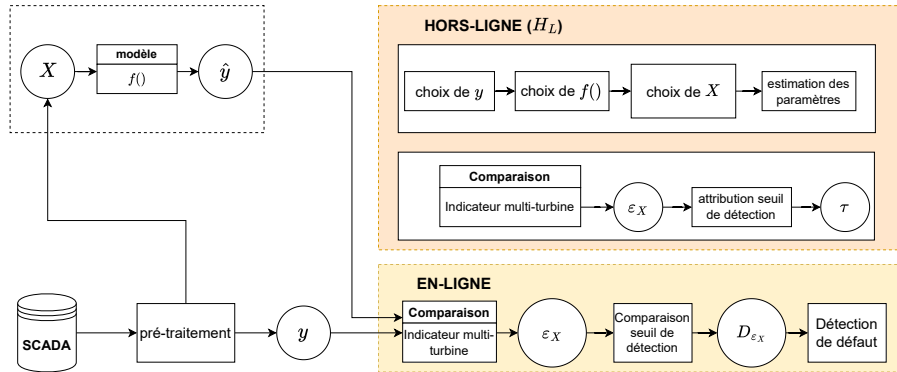 X
modèle
f()
ŷ
SCADA
pré-traitement
y
HORS-LIGNE (H_L)
choix de y
choix de f()
choix de X
estimation des
paramètres
Comparaison
Indicateur multi-turbine
ε_X
attribution seuil
de détection
τ
EN-LIGNE
Comparaison
Indicateur multi-
turbine
ε_X
Comparaison
seuil de
détection
D_{ε_X}
Détection
de défaut